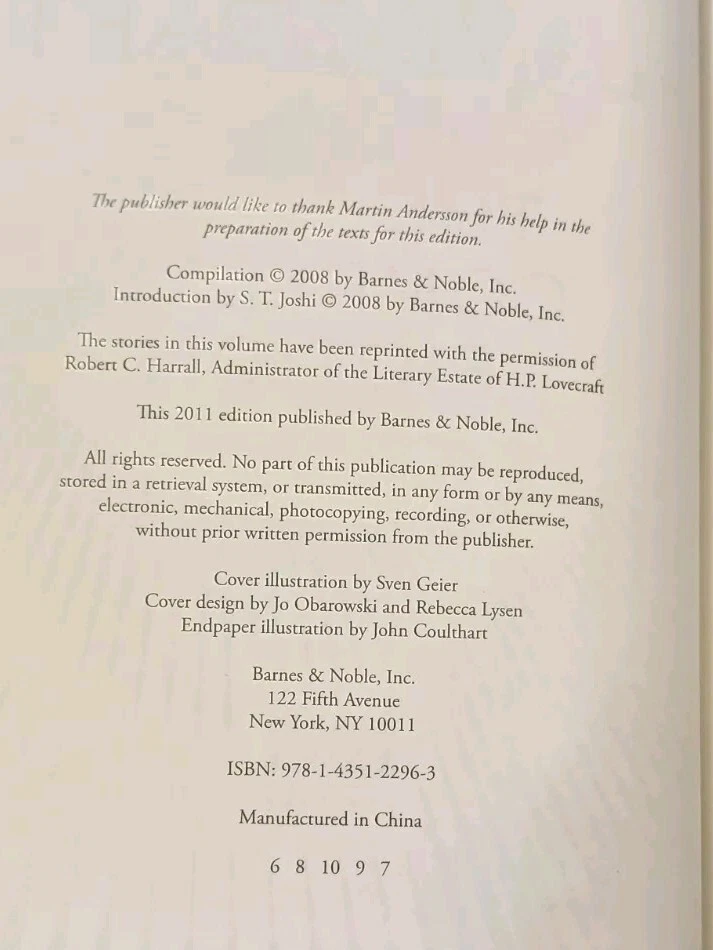 The publisher would like to thank Martin Andersson for his help in the
preparation of the texts for this edition.
Compilation © 2008 by Barnes & Noble, Inc.
Introduction by S. T. Joshi © 2008 by Barnes & Noble, Inc.
The stories in this volume have been reprinted with the permission of
Robert C. Harrall, Administrator of the Literary Estate of H.P. Lovecraft
This 2011 edition published by Barnes & Noble, Inc.
All rights reserved. No part of this publication may be reproduced,
stored in a retrieval system, or transmitted, in any form or by any means,
electronic, mechanical, photocopying, recording, or otherwise,
without prior written permission from the publisher.
Cover illustration by Sven Geier
Cover design by Jo Obarowski and Rebecca Lysen
Endpaper illustration by John Coulthart
Barnes & Noble, Inc.
122 Fifth Avenue
New York, NY 10011
ISBN: 978-1-4351-2296-3
Manufactured in China
6 8 10 9 7